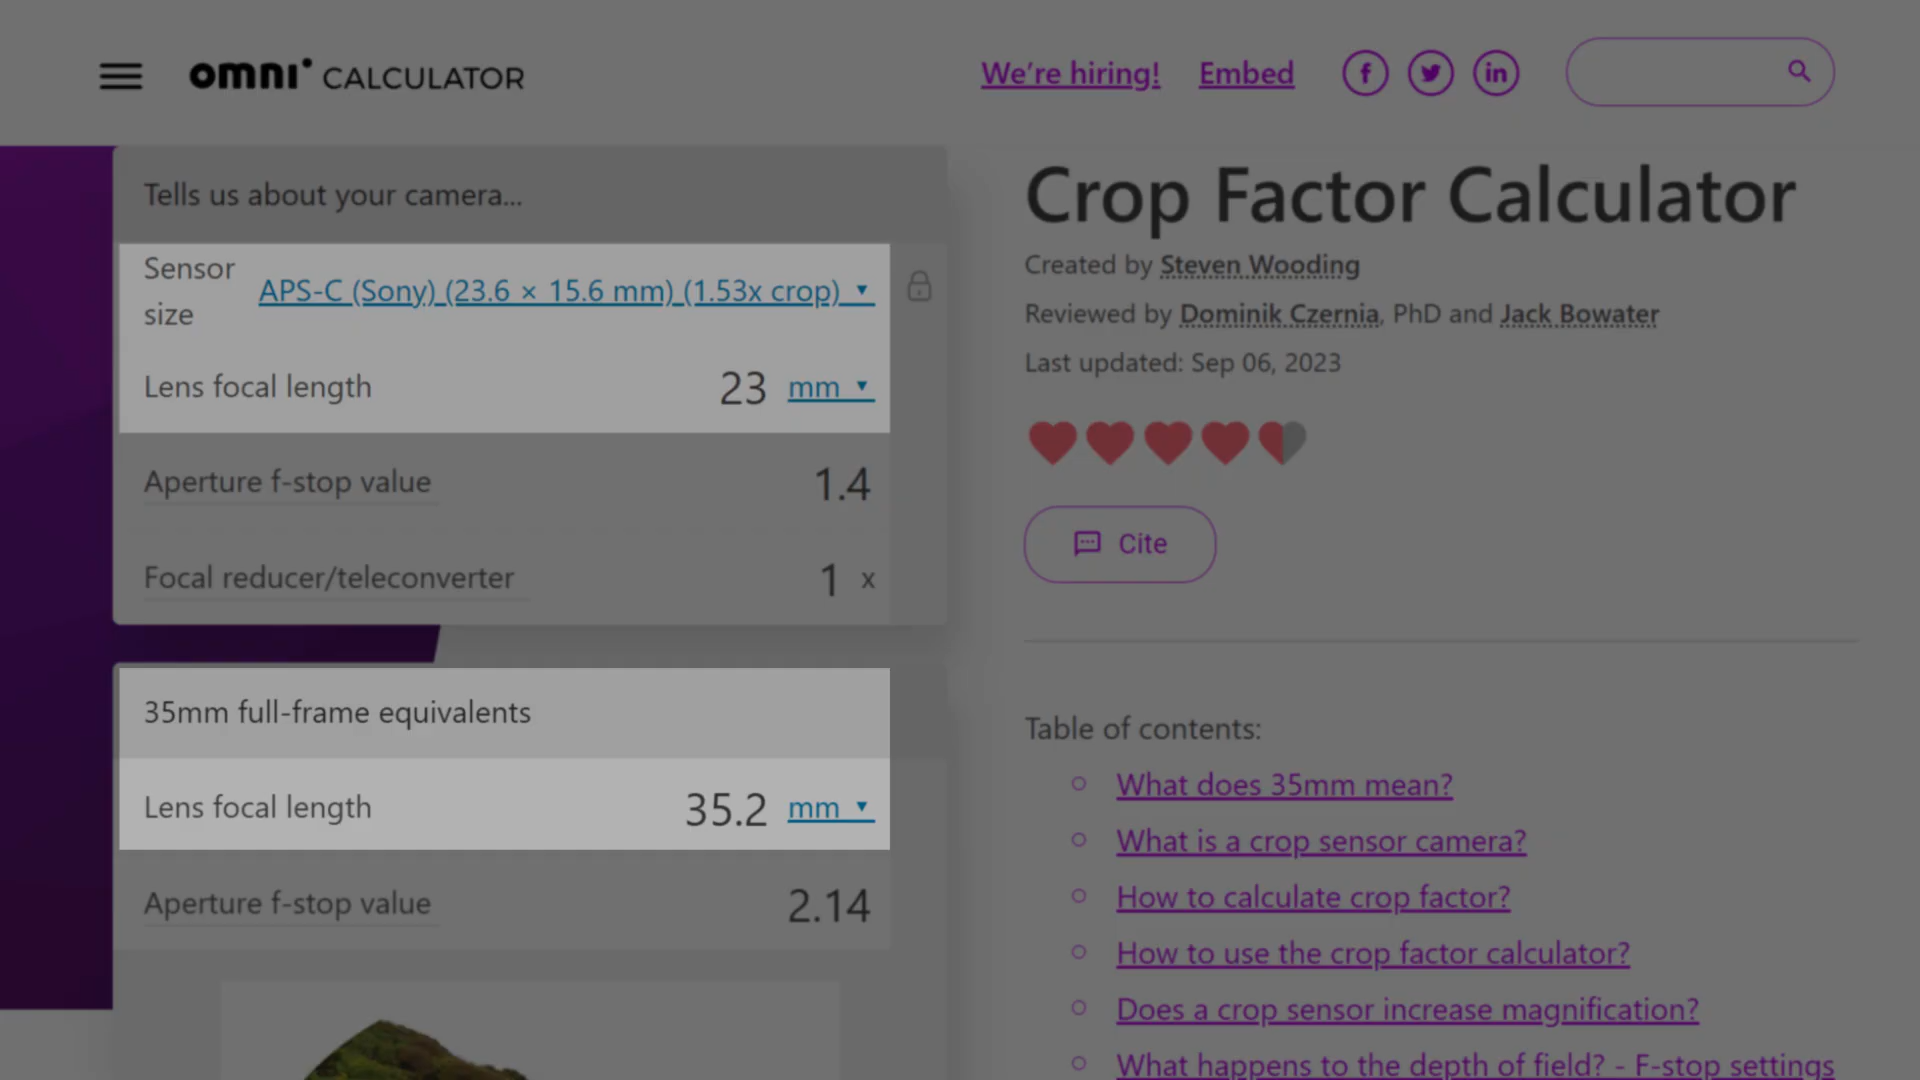 omni CALCULATOR
We're hiring!
Embed
Tells us about your camera...
Sensor size
APS-C (Sony) (23.6 × 15.6 mm) (1.53x crop)
Lens focal length
23 mm
Aperture f-stop value
1.4
Focal reducer/teleconverter
1 x
35mm full-frame equivalents
Lens focal length
35.2 mm
Aperture f-stop value
2.14
Crop Factor Calculator
Created by Steven Wooding
Reviewed by Dominik Czernia, PhD and Jack Bowater
Last updated: Sep 06, 2023
Cite
Table of contents:
What does 35mm mean?
What is a crop sensor camera?
How to calculate crop factor?
How to use the crop factor calculator?
Does a crop sensor increase magnification?
What happens to the depth of field? - F-stop settings